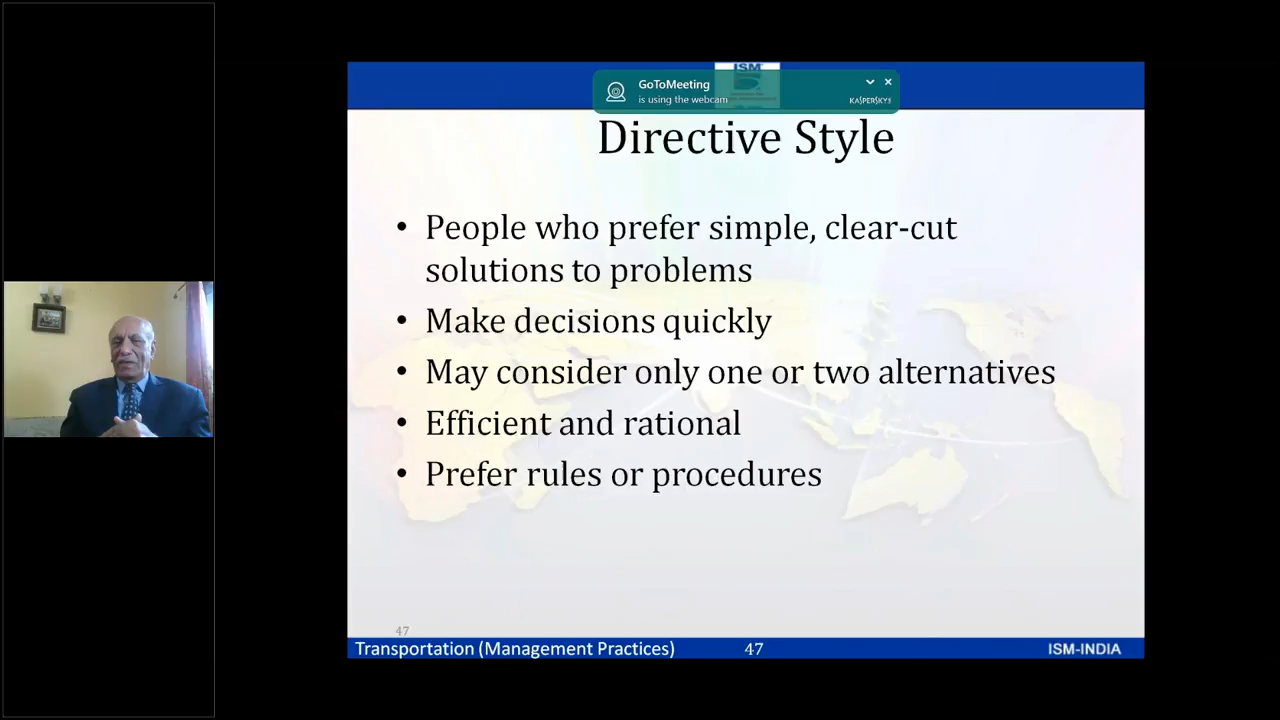 ISM
GoToMeeting
is using the webcam
KASPERSKY
Directive Style
• People who prefer simple, clear-cut
solutions to problems
• Make decisions quickly
• May consider only one or two alternatives
• Efficient and rational
• Prefer rules or procedures
47
Transportation (Management Practices) 47 ISM-INDIA